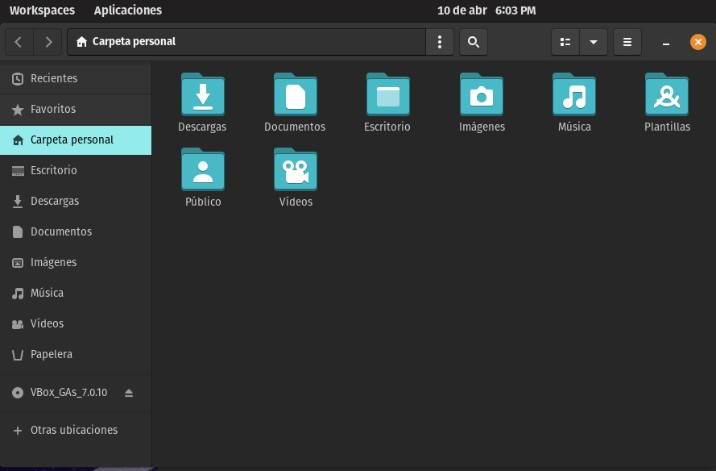 Workspaces Aplicaciones 10 de abr 6:03 PM
Carpeta personal
Recientes
Favoritos
Carpeta personal
Escritorio
Descargas
Documentos
Imágenes
Música
Vídeos
Papelera
VBox_GAs_7.0.10
Otras ubicaciones
Descargas Documentos Escritorio Imágenes Música Plantillas
Público Vídeos